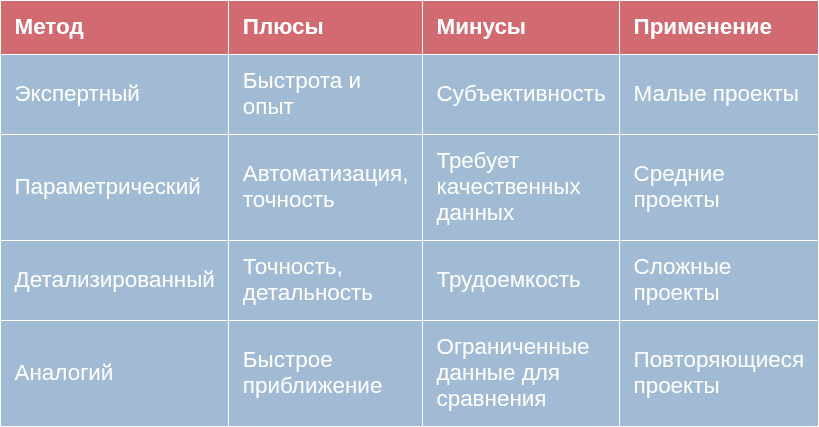 Метод
Плюсы
Минусы
Применение
Экспертный
Быстрота и
опыт
Субъективность
Малые проекты
Параметрический
Автоматизация,
точность
Требует
качественных
данных
Средние
проекты
Детализированный
Точность,
детальность
Трудоемкость
Сложные
проекты
Аналогий
Быстрое
приближение
Ограниченные
данные для
сравнения
Повторяющиеся
проекты